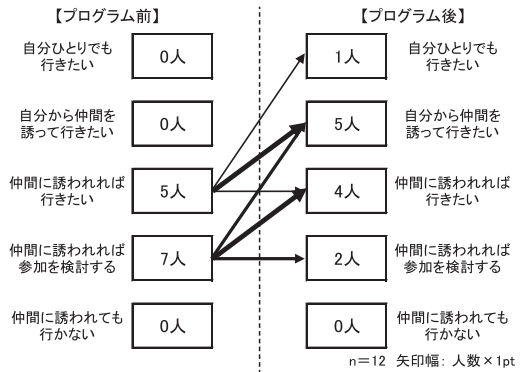 【プログラム前】 【プログラム後】
自分ひとりでも
行きたい
0人
1人
自分ひとりでも
行きたい
自分から仲間を
誘って行きたい
0人
5人
自分から仲間を
誘って行きたい
仲間に誘われれば
行きたい
5人
4人
仲間に誘われれば
行きたい
仲間に誘われれば
参加を検討する
7人
2人
仲間に誘われれば
参加を検討する
仲間に誘われても
行かない
0人
0人
仲間に誘われても
行かない
n=12 矢印幅: 人数×1pt